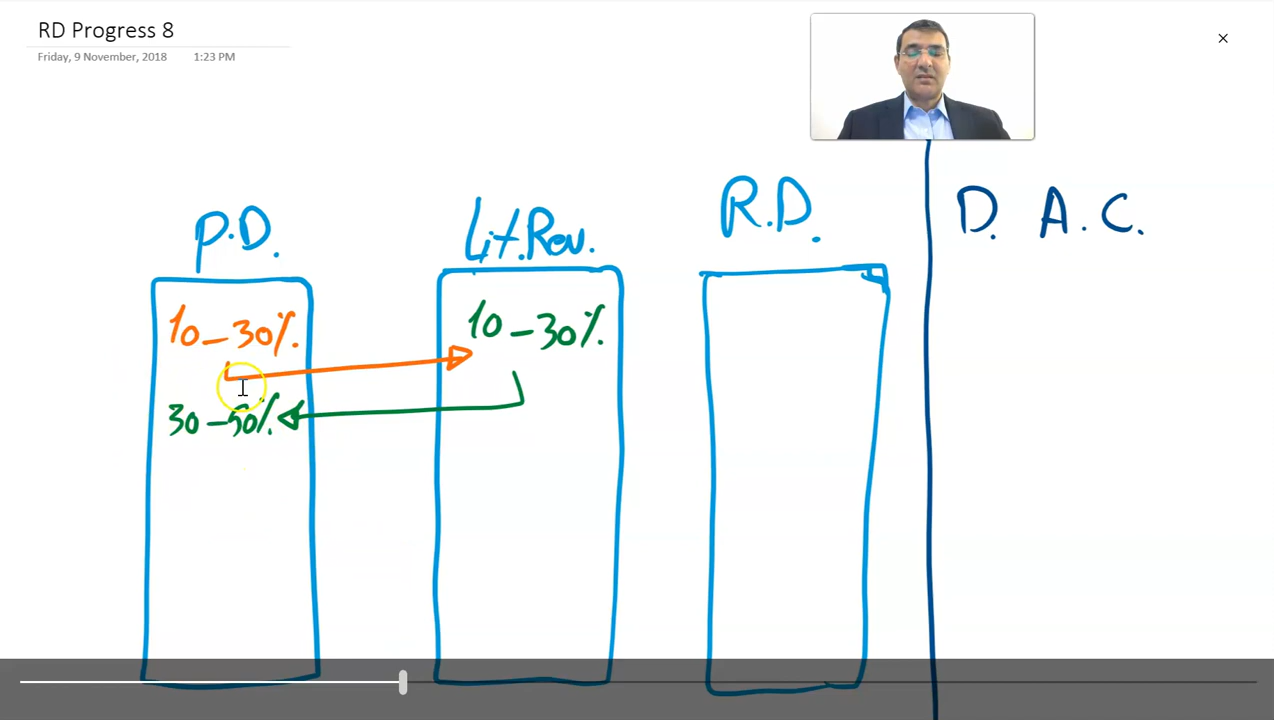 RD Progress 8
Friday, 9 November, 2018 1:23 PM
P.D.
Lit.Rev.
R.D.
D. A. C.
10-30%
10-30%
30-50%